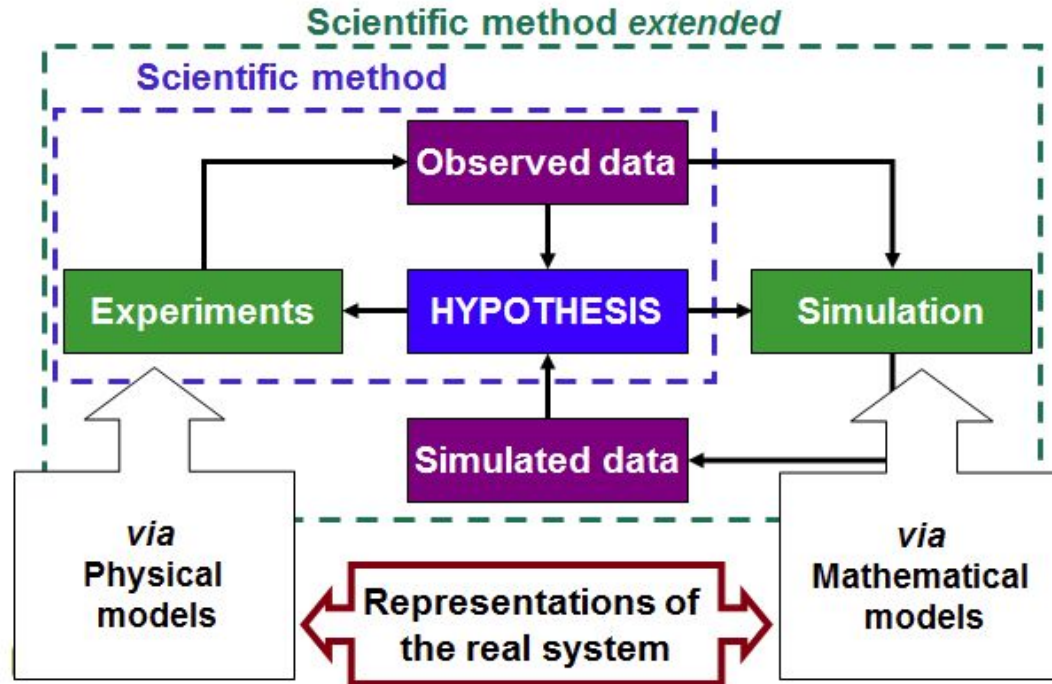 Scientific method extended
Scientific method
Observed data
Experiments
HYPOTHESIS
Simulation
Simulated data
via
Physical
models
Representations of
the real system
via
Mathematical
models